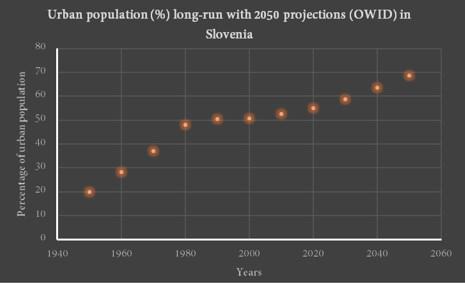 Urban population (%) long-run with 2050 projections (OWID) in
Slovenia
80
70
60
50
40
30
20
10
0
Percentage of urban population
1940 1960 1980 2000 2020 2040 2060
Years